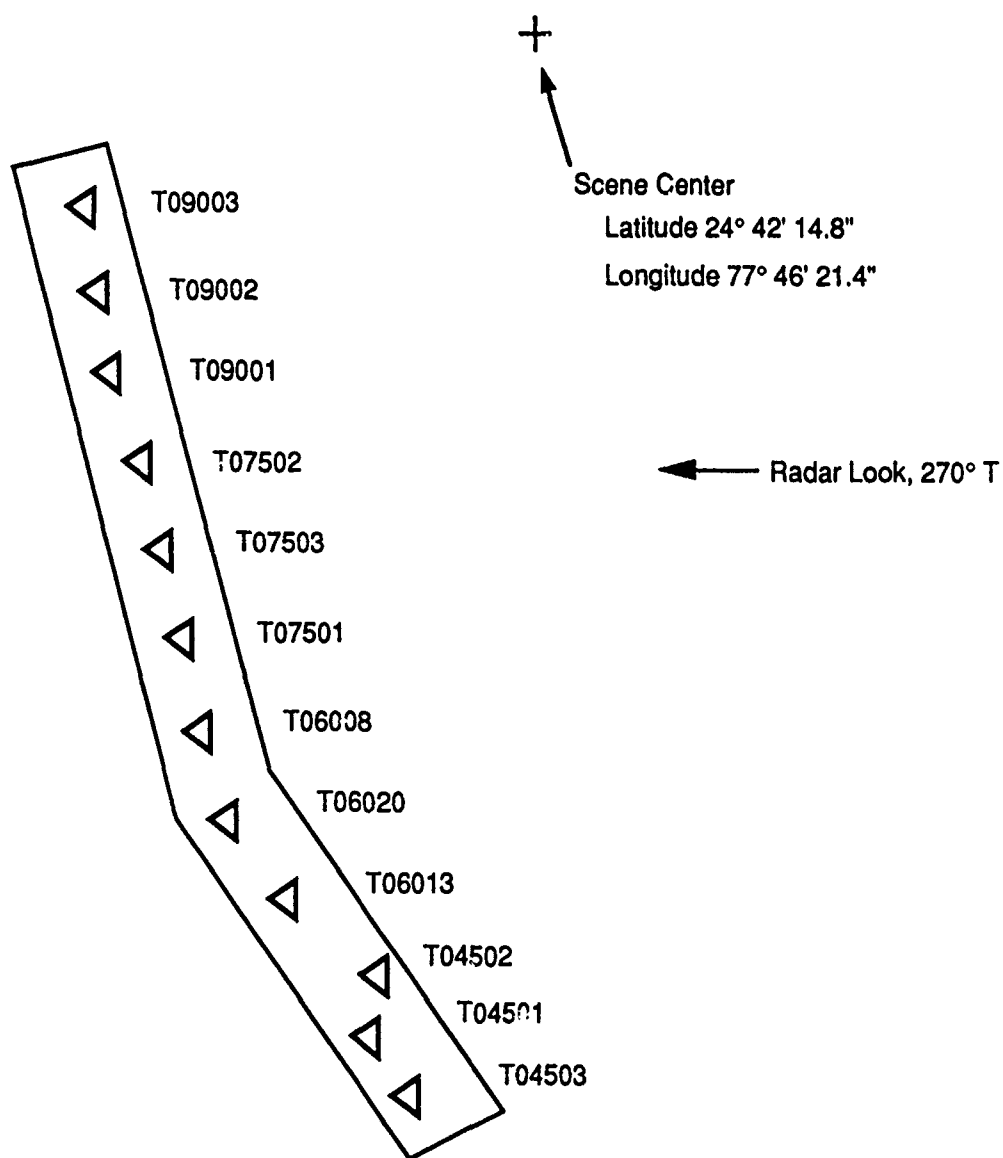 Scene Center
Latitude 24° 42' 14.8"
Longitude 77° 46' 21.4"
T09003
T09002
T09001
T07502
Radar Look, 270° T
T07503
T07501
T06008
T06020
T06013
T04502
T04501
T04503